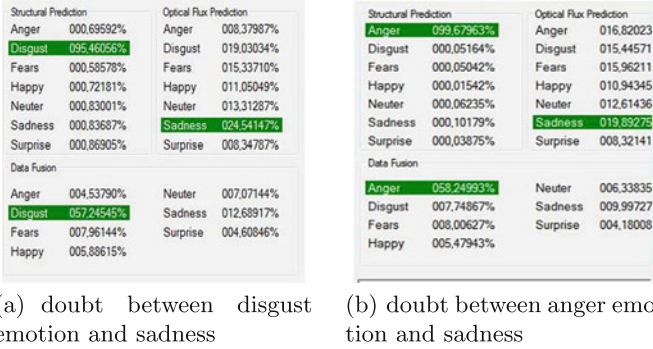 Structural Prediction
Anger 000,69592%
Disgust 095,46056%
Fears 000,58578%
Happy 000,72181%
Neuter 000,83001%
Sadness 000,83687%
Surprise 000,86905%
Optical Flux Prediction
Anger 008,37987%
Disgust 019,03034%
Fears 015,33710%
Happy 011,05049%
Neuter 013,31287%
Sadness 024,54147%
Surprise 008,34787%
Data Fusion
Anger 004,53790%
Disgust 057,24545%
Fears 007,96144%
Happy 005,88615%
Neuter 007,07144%
Sadness 012,68917%
Surprise 004,60846%
(a) doubt between disgust
emotion and sadness
Structural Prediction
Anger 099,67963%
Disgust 000,05164%
Fears 000,05042%
Happy 000,01542%
Neuter 000,06235%
Sadness 000,10179%
Surprise 000,03875%
Optical Flux Prediction
Anger 016,82023
Disgust 015,44571
Fears 015,96211
Happy 010,94345
Neuter 012,61436
Sadness 019,89275
Surprise 008,32141
Data Fusion
Anger 058,24993%
Disgust 007,74867%
Fears 008,00627%
Happy 005,47943%
Neuter 006,33835
Sadness 009,99727
Surprise 004,18008
(b) doubt between anger emo
tion and sadness